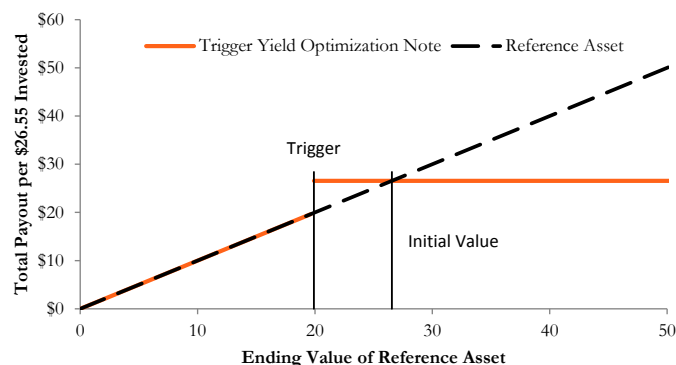 $60
Trigger Yield Optimization Note
Reference Asset
$50
$40
Trigger
$30
$20
Initial Value
$10
$0
0
10
20
30
40
50
Total Payout per $26.55 Invested
Ending Value of Reference Asset